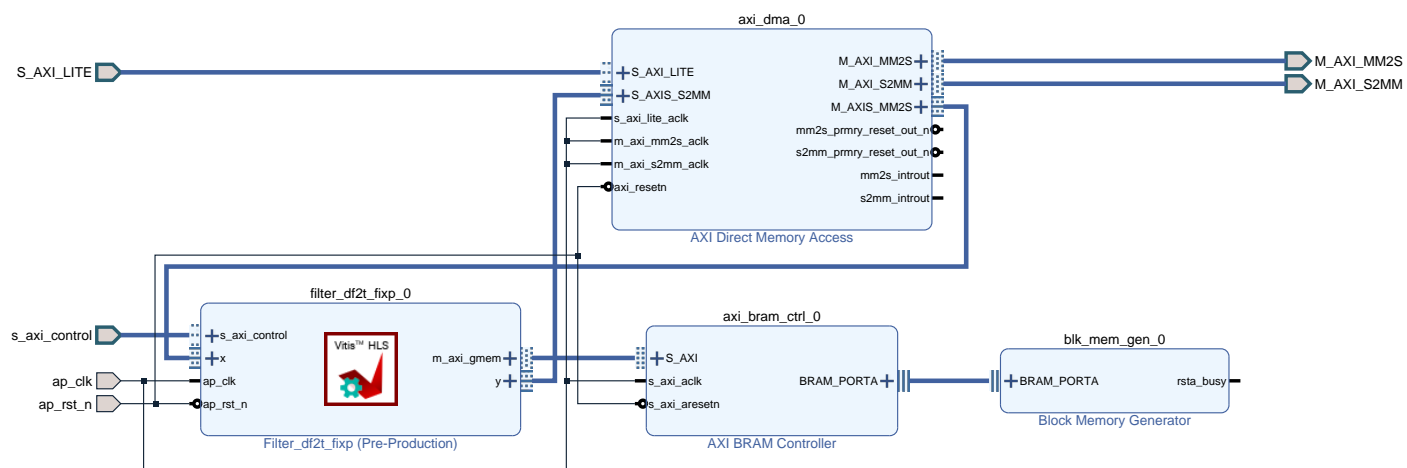 axi_dma_0
S_AXI_LITE
S_AXI_LITE
S_AXIS_S2MM
s_axi_lite_aclk
m_axi_mm2s_aclk
m_axi_s2mm_aclk
axi_resetn
M_AXI_MM2S
M_AXI_S2MM
M_AXIS_MM2S
mm2s_prmry_reset_out_n
s2mm_prmry_reset_out_n
mm2s_introut
s2mm_introut
AXI Direct Memory Access
M_AXI_MM2S
M_AXI_S2MM
filter_df2t_fixp_0
s_axi_control
ap_clk
ap_rst_n
s_axi_control
x
ap_clk
ap_rst_n
Vitis™ HLS
m_axi_gmem
y
Filter_df2t_fixp (Pre-Production)
axi_bram_ctrl_0
S_AXI
s_axi_aclk
s_axi_aresetn
BRAM_PORTA
AXI BRAM Controller
blk_mem_gen_0
BRAM_PORTA
rsta_busy
Block Memory Generator